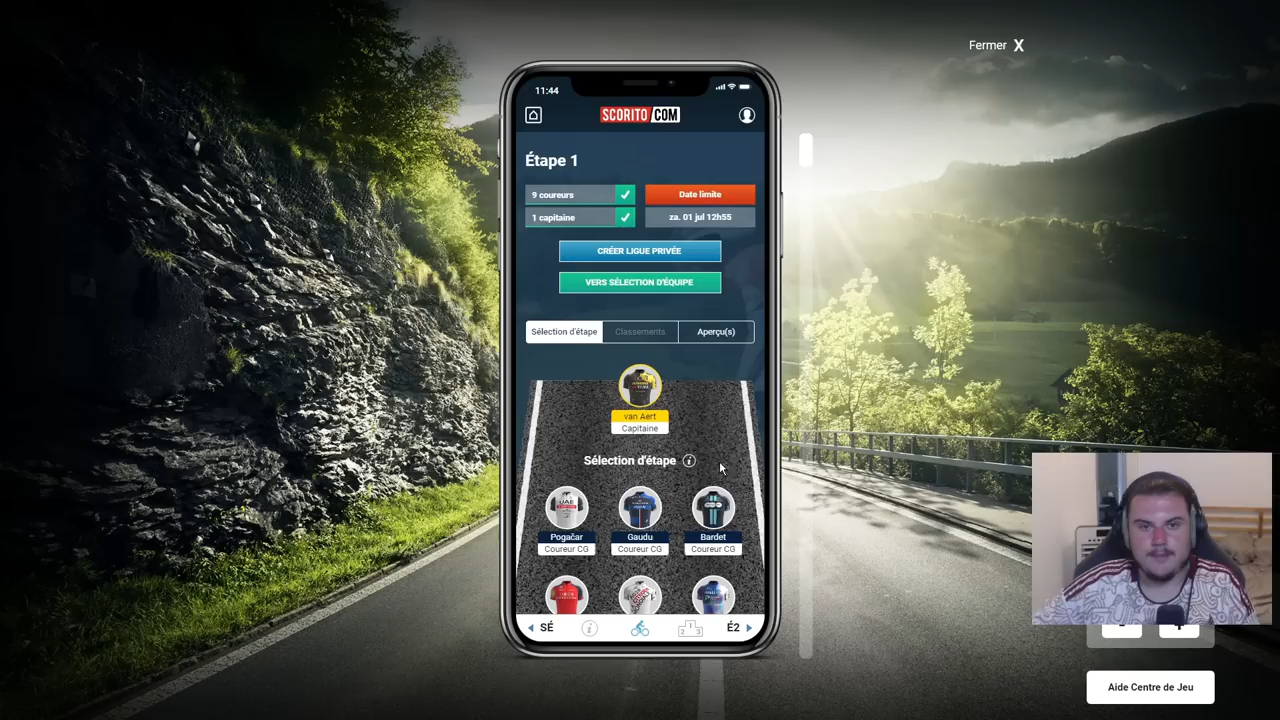 Fermer X
11:44
SCORITO.COM
Étape 1
9 coureurs
Date limite
1 capitaine
za. 01 jul 12h55
CRÉER LIGUE PRIVÉE
VERS SÉLECTION D'ÉQUIPE
Sélection d'étape
Classements
Aperçu(s)
van Aert
Capitaine
Sélection d'étape i
Pogačar
Gaudu
Bardet
Coureur CG
Coureur CG
Coureur CG
SÉ
É2
Aide Centre de Jeu